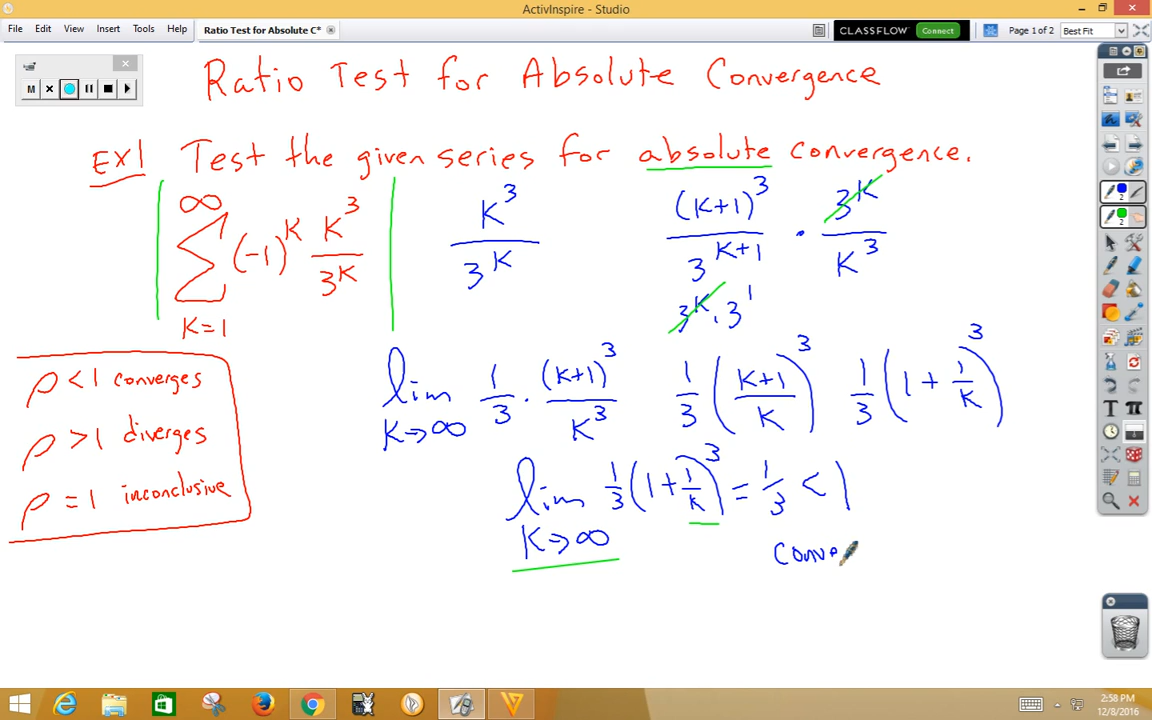 ActivInspire - Studio
File Edit View Insert Tools Help
Ratio Test for Absolute C*
CLASSFLOW Connect
Page 1 of 2
Best Fit
M
Ratio Test for Absolute Convergence
EX1 Test the given series for absolute convergence.
∞ ∑ K=1 (-1)^K K^3/3^K
K^3/3^K
(K+1)^3/3^(K+1) · 3^K/K^3
3^K · 3^1
ρ < 1 converges
ρ > 1 diverges
ρ = 1 inconclusive
lim K→∞ 1/3 · (K+1)^3/K^3
1/3 ((K+1)/K)^3
1/3 (1 + 1/K)^3
lim K→∞ 1/3 (1 + 1/K)^3 = 1/3 < 1
Conve
2:58 PM
12/8/2016